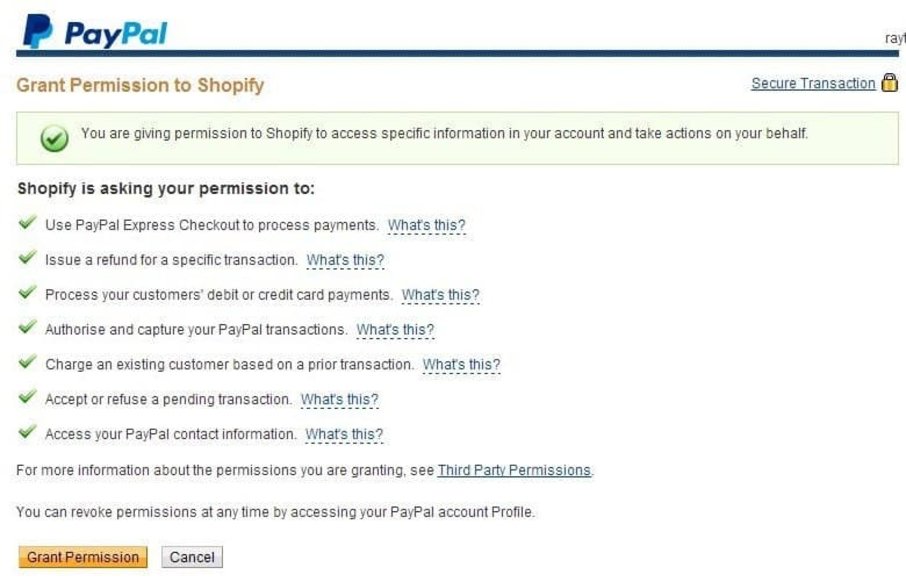 PayPal
Grant Permission to Shopify
Secure Transaction
You are giving permission to Shopify to access specific information in your account and take actions on your behalf.
Shopify is asking your permission to:
Use PayPal Express Checkout to process payments. What's this?
Issue a refund for a specific transaction. What's this?
Process your customers' debit or credit card payments. What's this?
Authorise and capture your PayPal transactions. What's this?
Charge an existing customer based on a prior transaction. What's this?
Accept or refuse a pending transaction. What's this?
Access your PayPal contact information. What's this?
For more information about the permissions you are granting, see Third Party Permissions.
You can revoke permissions at any time by accessing your PayPal account Profile.
Grant Permission Cancel